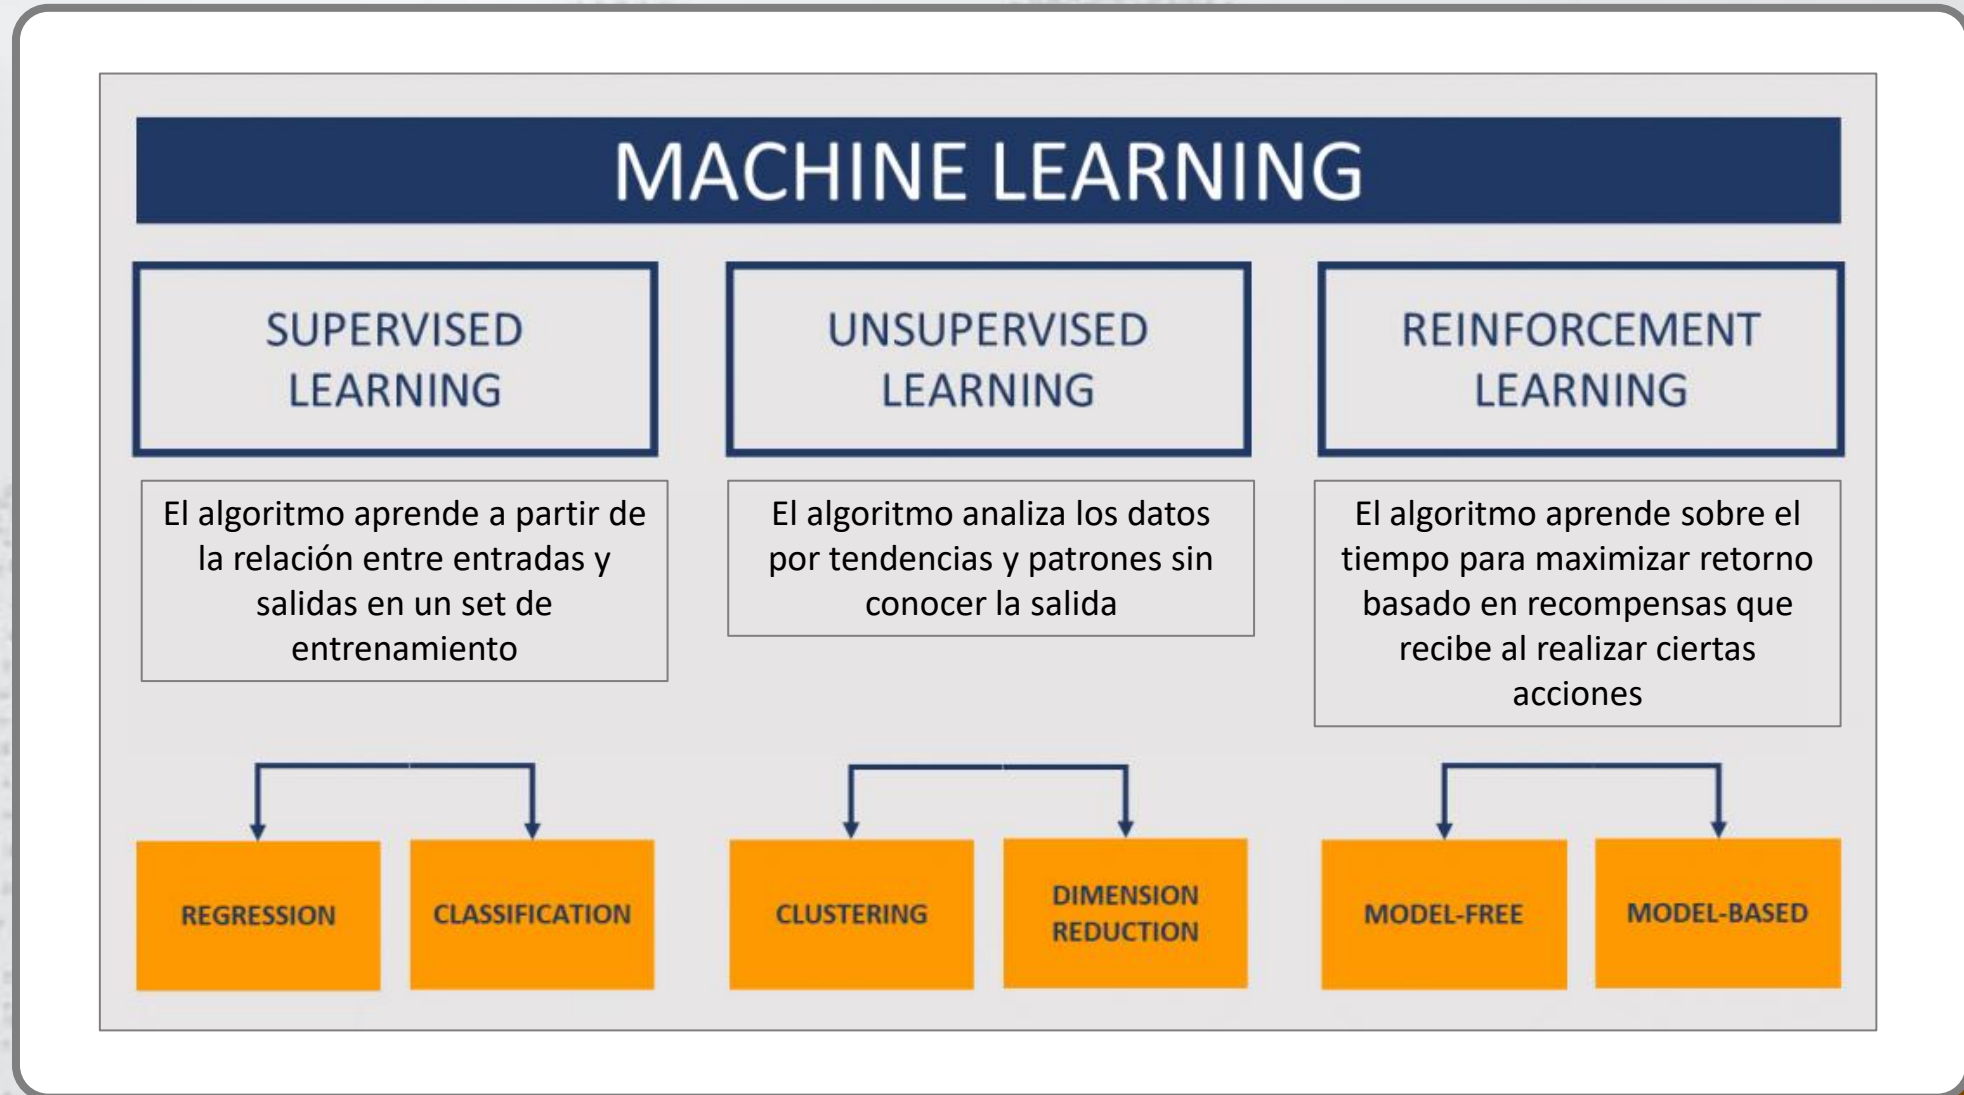 MACHINE LEARNING
SUPERVISED
LEARNING
El algoritmo aprende a partir de
la relación entre entradas y
salidas en un set de
entrenamiento
REGRESSION
CLASSIFICATION
UNSUPERVISED
LEARNING
El algoritmo analiza los datos
por tendencias y patrones sin
conocer la salida
CLUSTERING
DIMENSION
REDUCTION
REINFORCEMENT
LEARNING
El algoritmo aprende sobre el
tiempo para maximizar retorno
basado en recompensas que
recibe al realizar ciertas
acciones
MODEL-FREE
MODEL-BASED